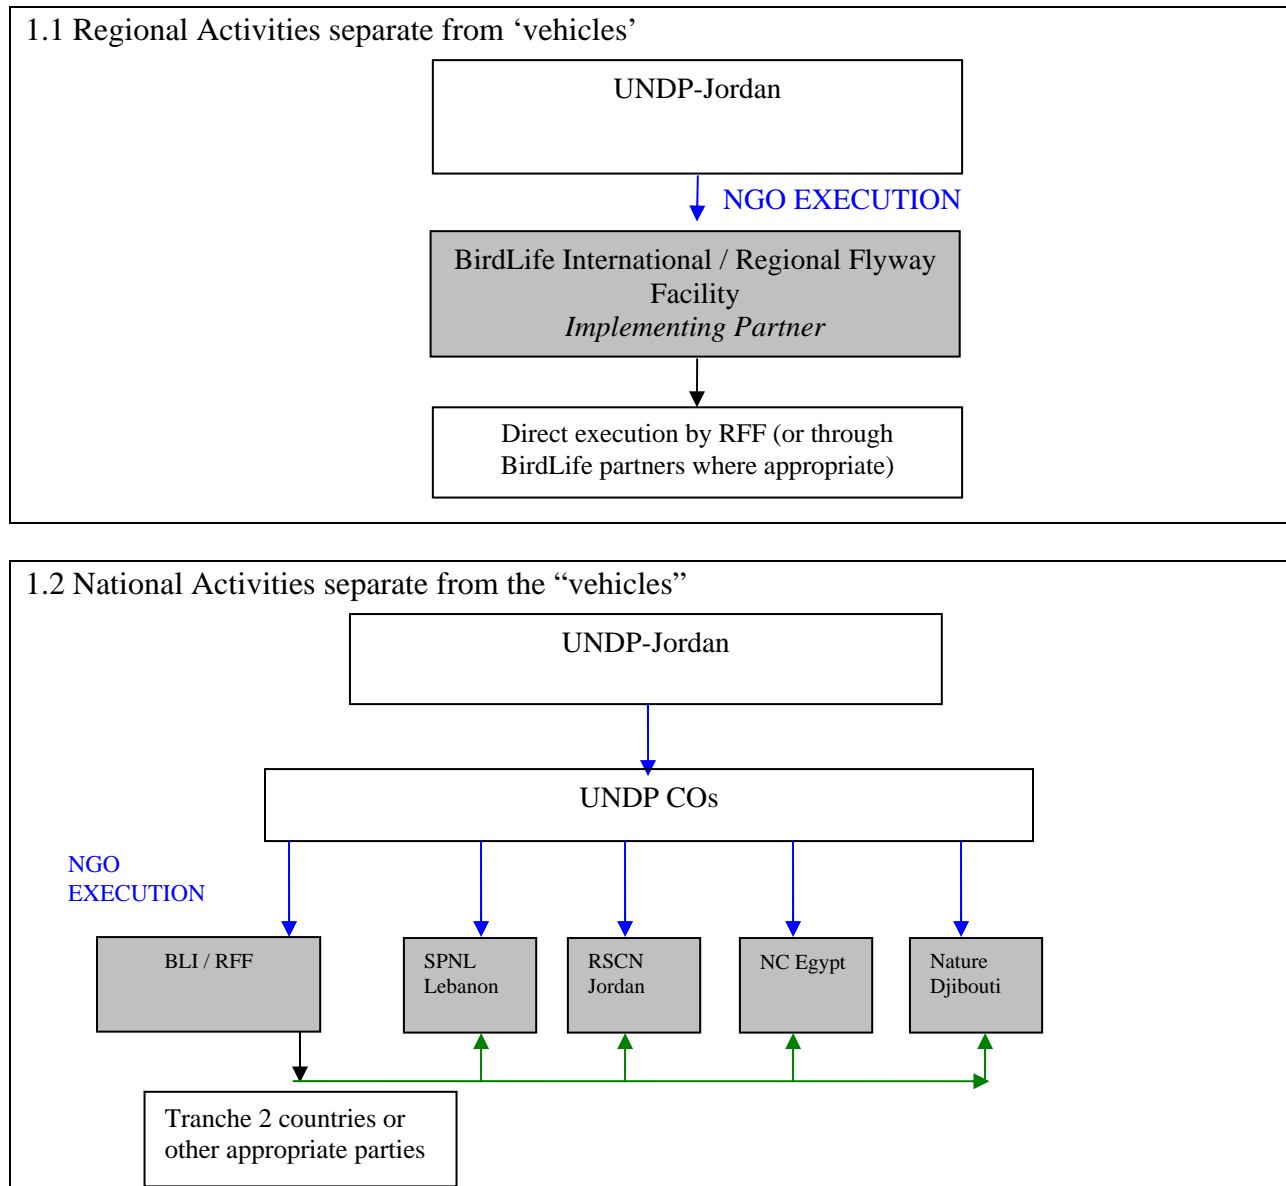 1.1 Regional Activities separate from ‘vehicles’
UNDP-Jordan
NGO EXECUTION
BirdLife International / Regional Flyway
Facility
Implementing Partner
Direct execution by RFF (or through
BirdLife partners where appropriate)
1.2 National Activities separate from the “vehicles”
UNDP-Jordan
UNDP COs
NGO
EXECUTION
BLI / RFF
SPNL
Lebanon
RSCN
Jordan
NC Egypt
Nature
Djibouti
Tranche 2 countries or
other appropriate parties